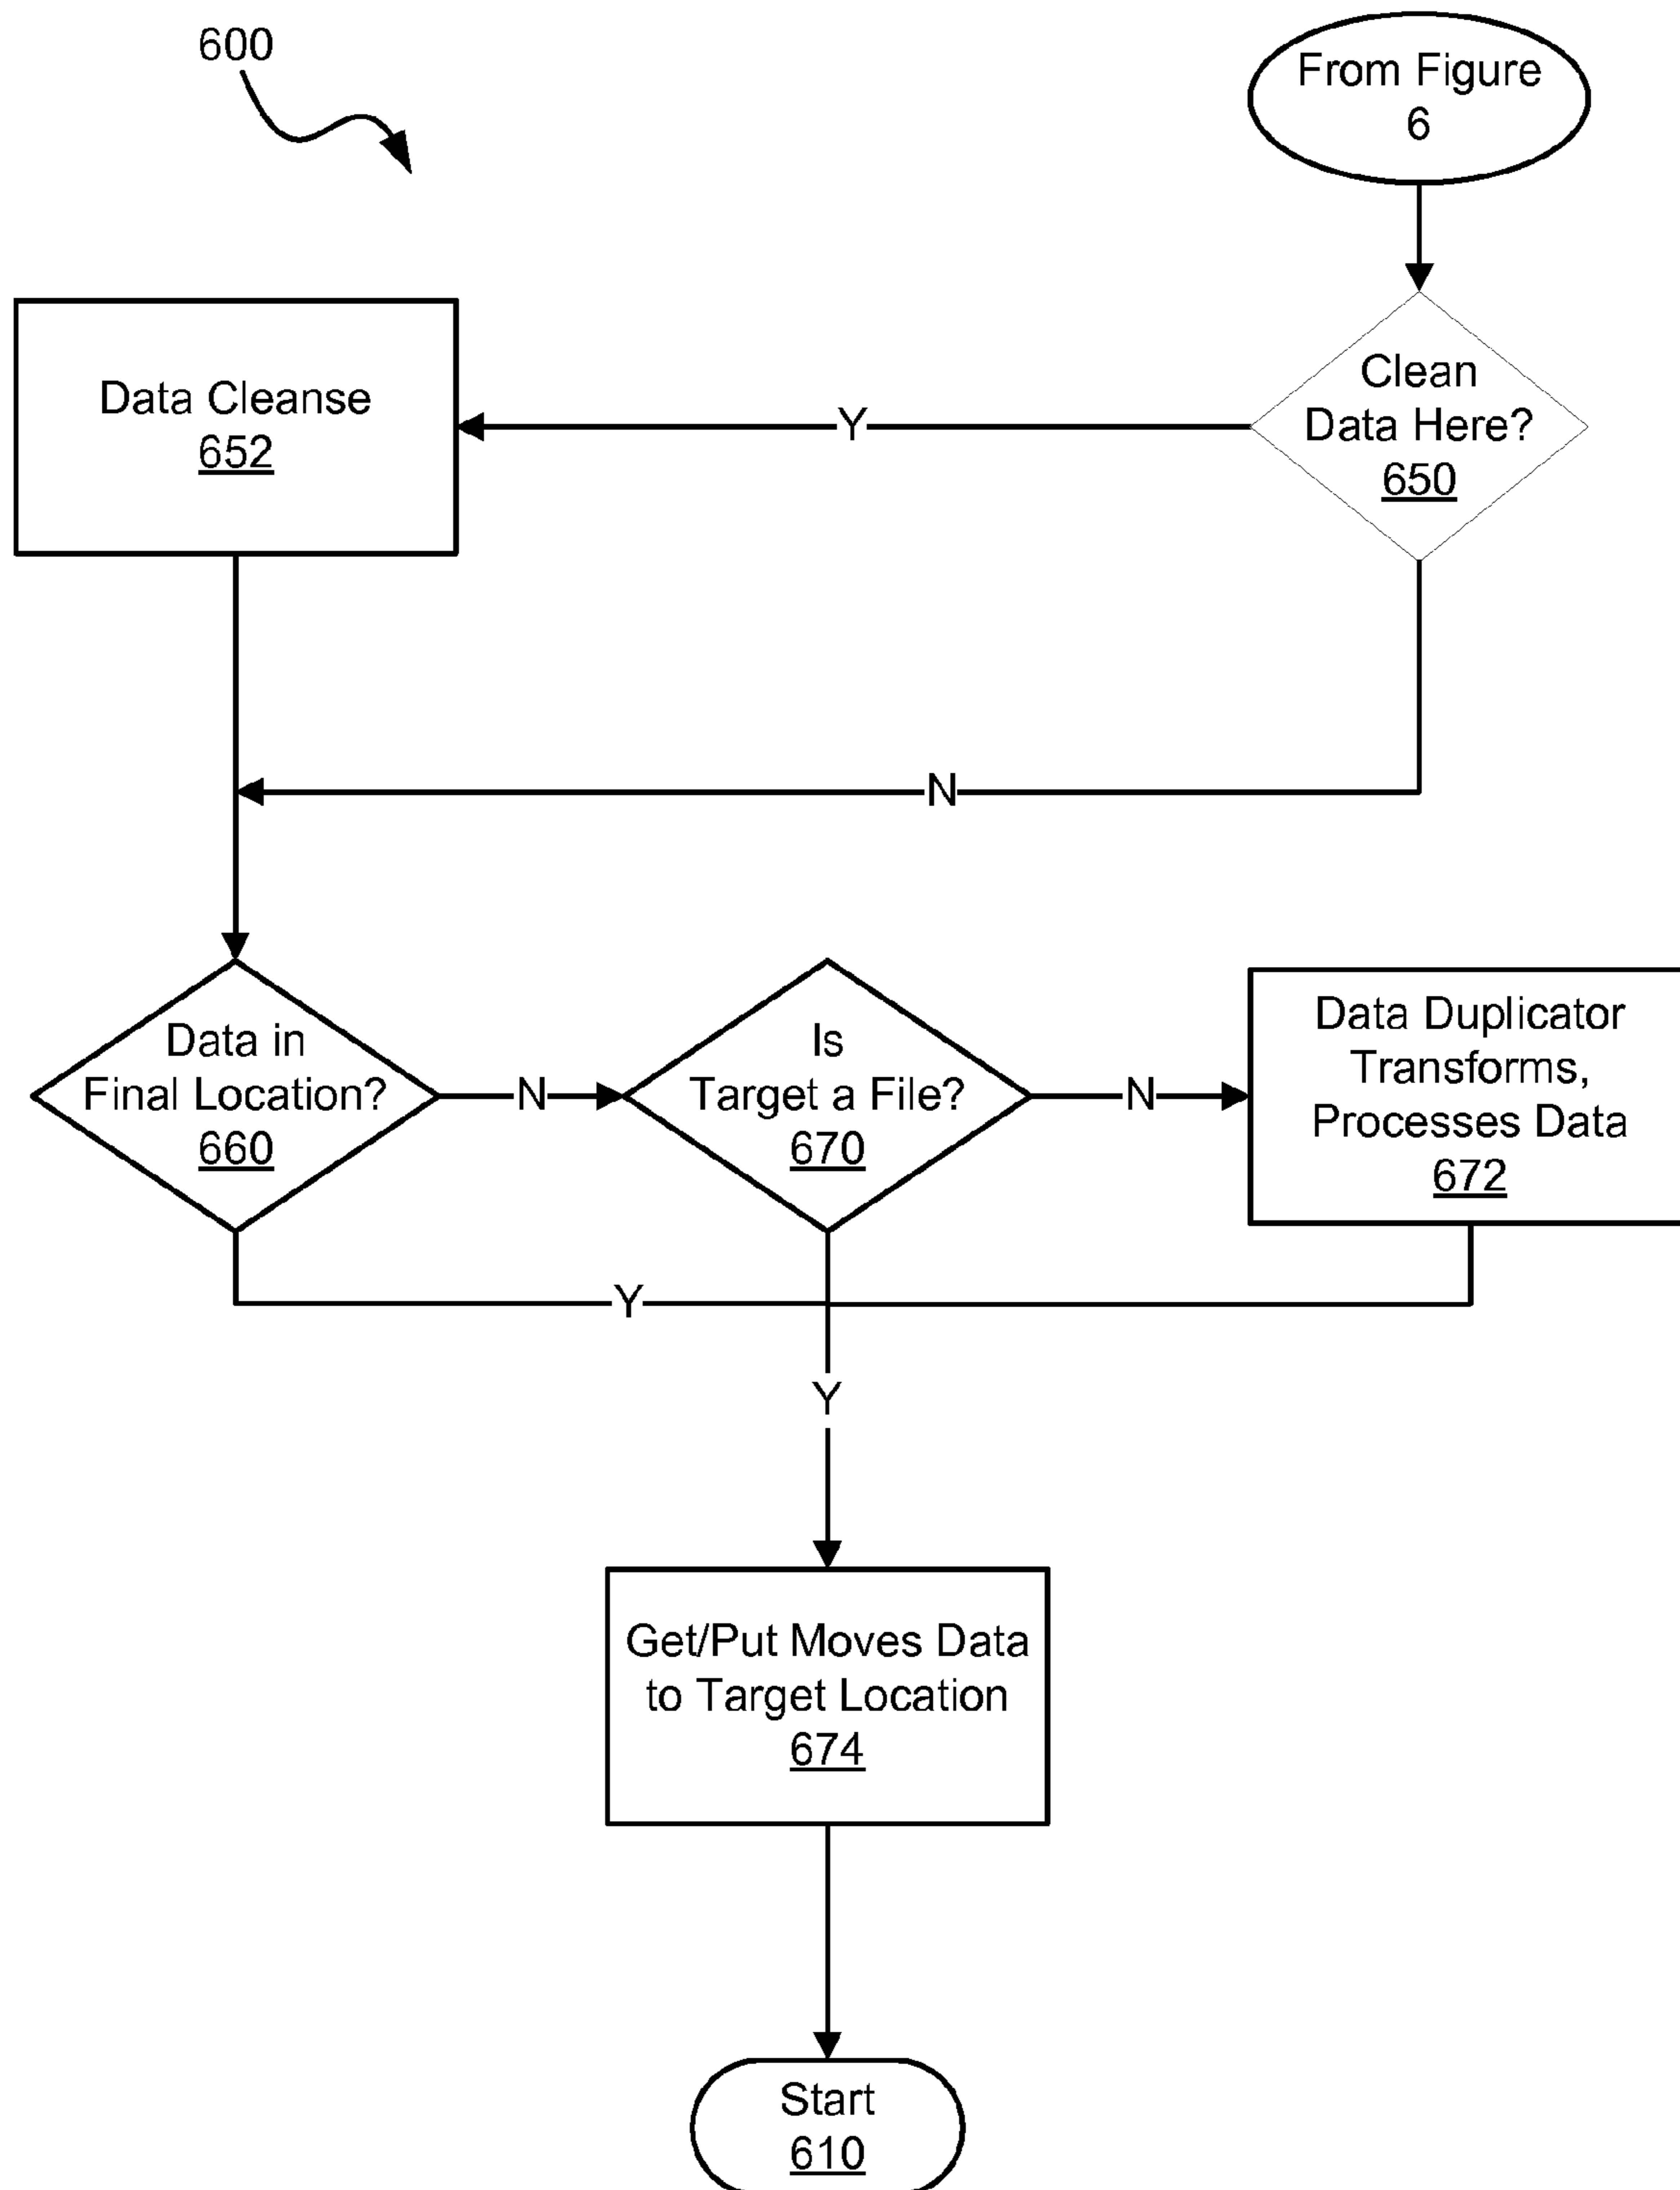 600
From Figure
6
Clean
Data Here?
650
Y
Data Cleanse
652
N
Data in
Final Location?
660
N
Is
Target a File?
670
N
Data Duplicator
Transforms,
Processes Data
672
Y
Y
Get/Put Moves Data
to Target Location
674
Start
610